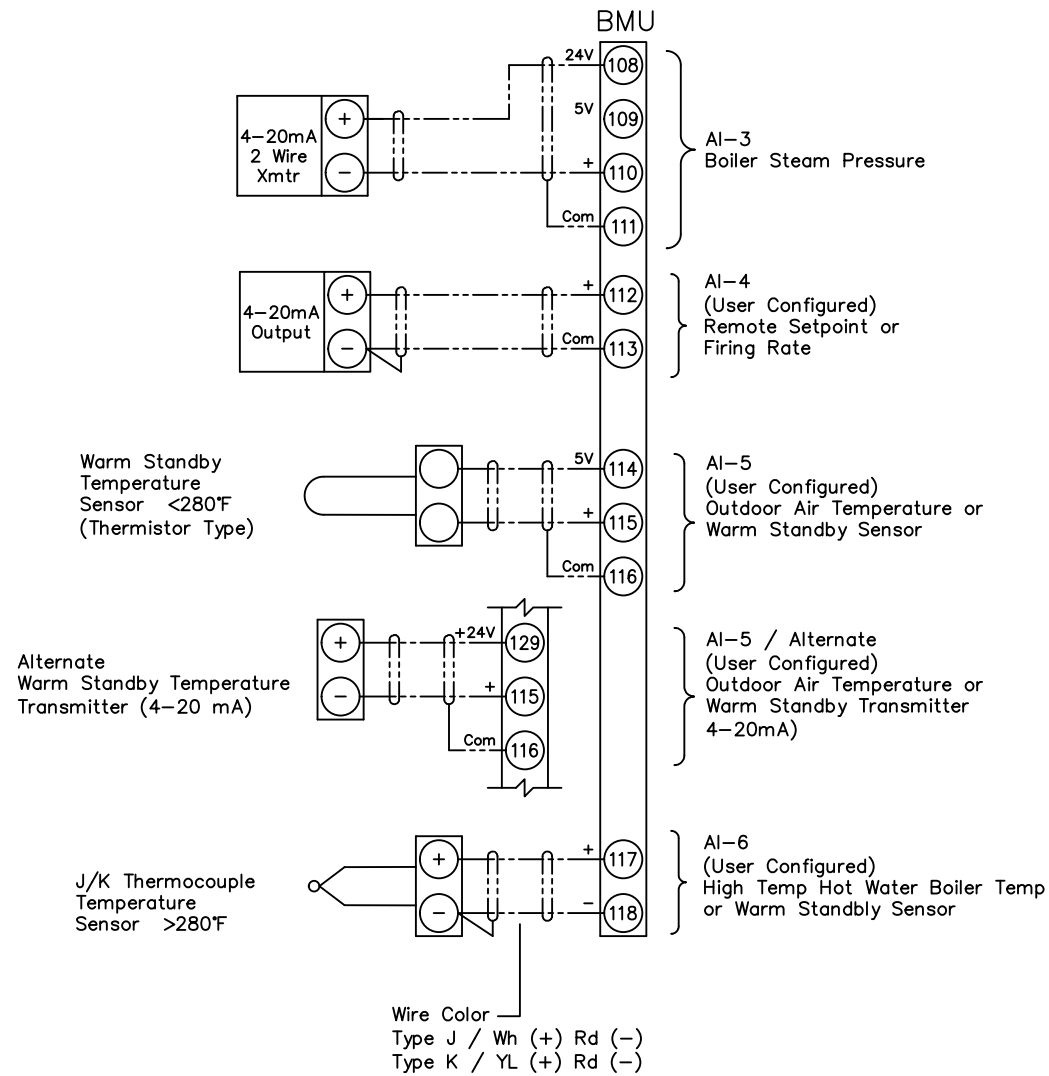 BMU
24V
108
5V
109
+
110
Com
111
4-20mA
2 Wire
Xmtr
+
-
AI-3
Boiler Steam Pressure
4-20mA
Output
+
-
+
112
Com
113
AI-4
(User Configured)
Remote Setpoint or
Firing Rate
Warm Standby
Temperature
Sensor <280°F
(Thermistor Type)
5V
114
+
115
Com
116
AI-5
(User Configured)
Outdoor Air Temperature or
Warm Standby Sensor
Alternate
Warm Standby Temperature
Transmitter (4-20 mA)
+
-
+24V
129
+
115
Com
116
AI-5 / Alternate
(User Configured)
Outdoor Air Temperature or
Warm Standby Transmitter
4-20mA)
J/K Thermocouple
Temperature
Sensor >280°F
+
-
+
117
-
118
AI-6
(User Configured)
High Temp Hot Water Boiler Temp
or Warm Standbly Sensor
Wire Color
Type J / Wh (+) Rd (-)
Type K / YL (+) Rd (-)